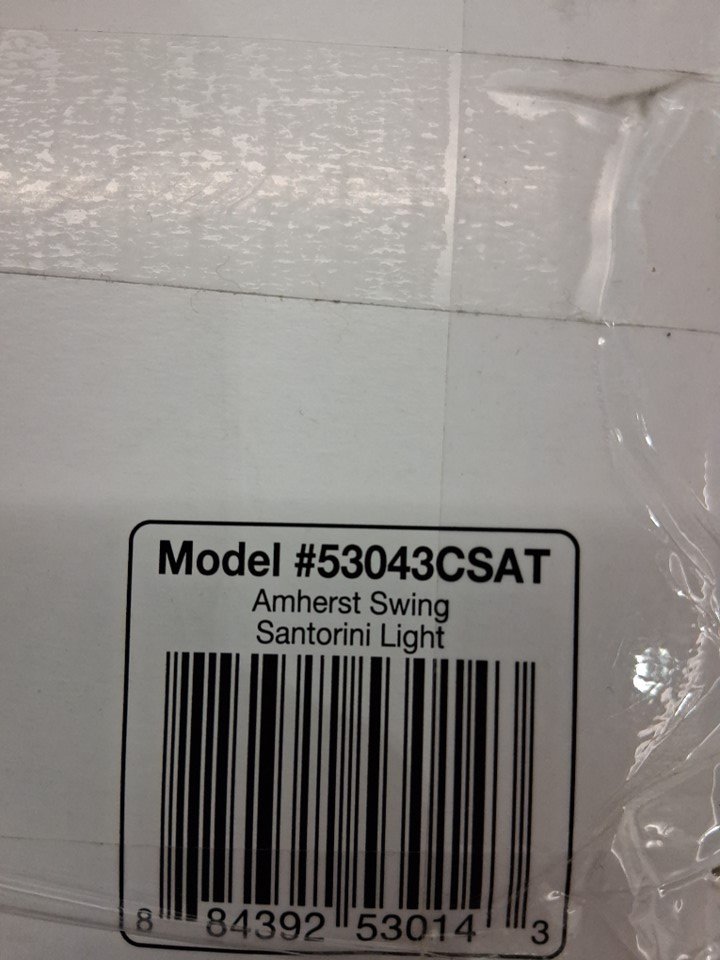 Model #53043CSAT
Amherst Swing
Santorini Light
8 84392 53014 3